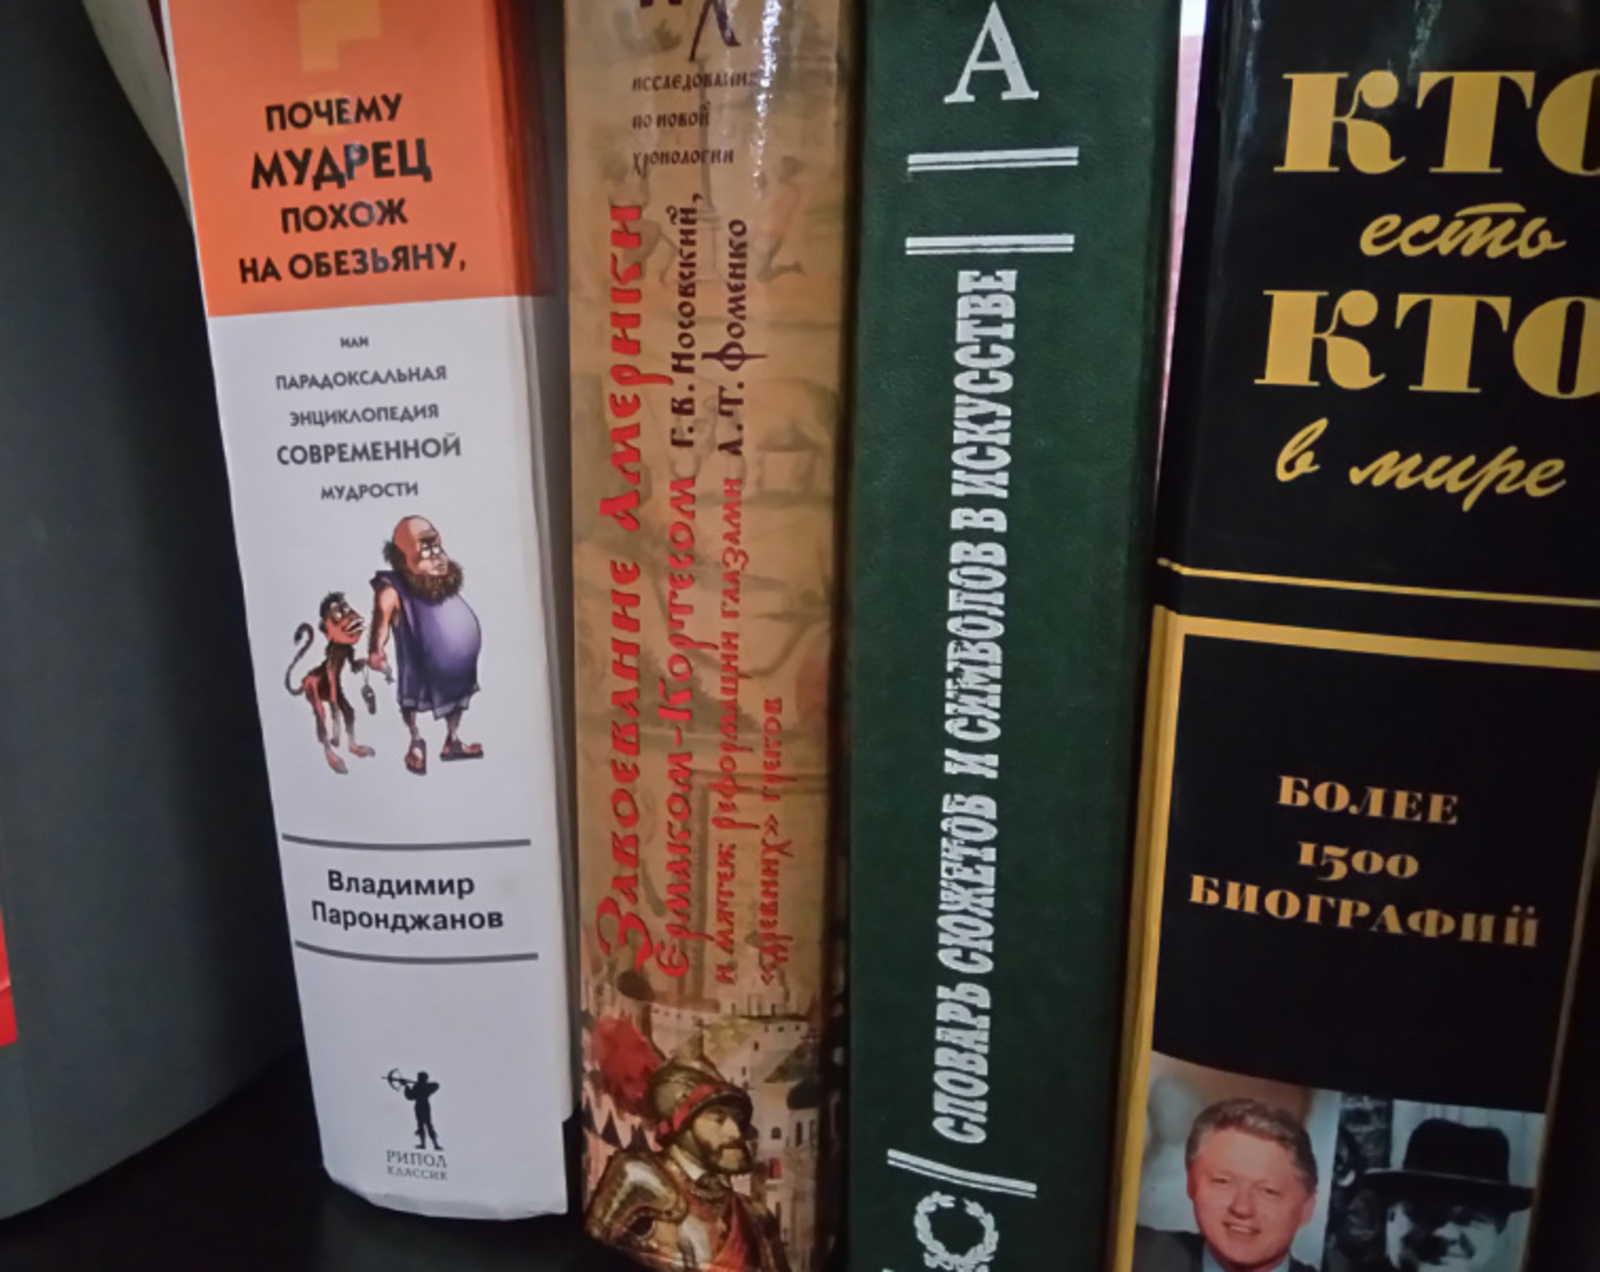 ПОЧЕМУ
МУДРЕЦ
ПОХОЖ
НА ОБЕЗЬЯНУ,
ИЛИ
ПАРАДОКСАЛЬНАЯ
ЭНЦИКЛОПЕДИЯ
СОВРЕМЕННОЙ
МУДРОСТИ
Владимир
Паронджанов
РИПОЛ
КЛАССИК
ИССЛЕДОВАНИЯ
ПО НОВОЙ
ХРОНОЛОГИИ
Завоевание Америки
Ермаком-Кортесом
и мятеж реформации глазами
«древних» греков
Г.В. Носовский,
А.Т. Фоменко
А
СЛОВАРЬ СЮЖЕТОВ И СИМВОЛОВ В ИСКУССТВЕ
КТО
есть
КТО
в мире
БОЛЕЕ
1500
БИОГРАФИЙ